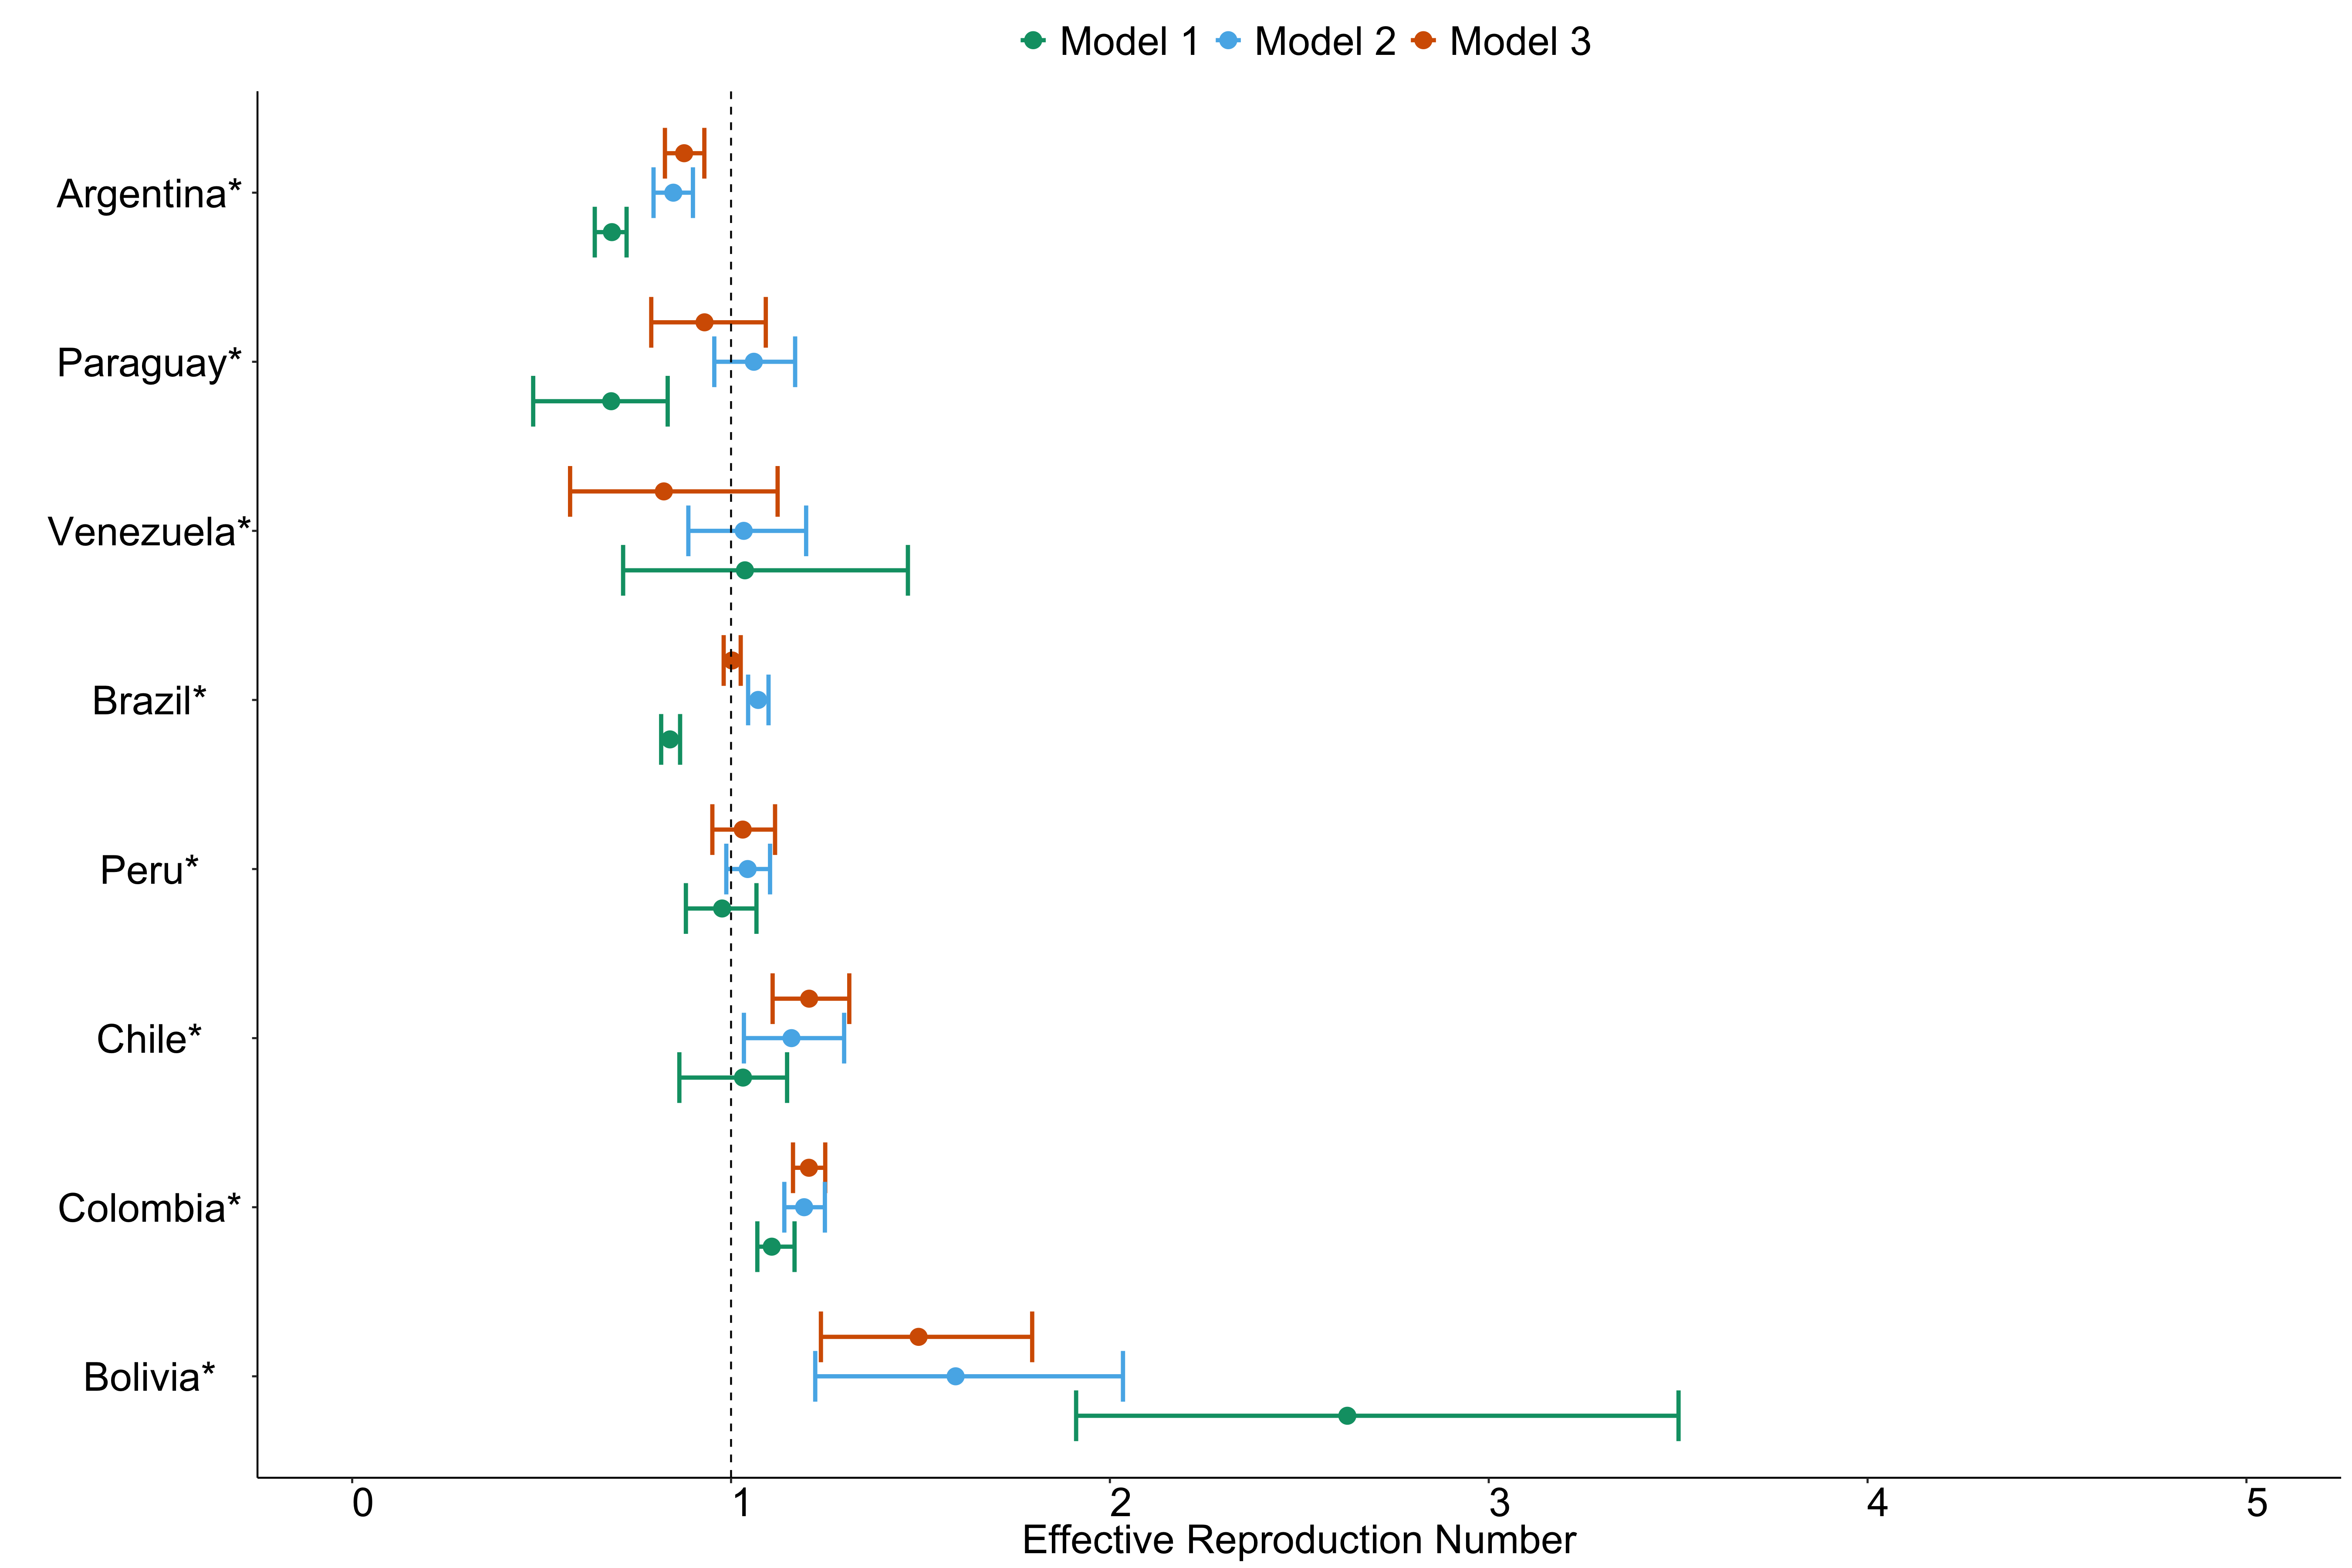 Model 1 Model 2 Model 3
Argentina*
Paraguay*
Venezuela*
Brazil*
Peru*
Chile*
Colombia*
Bolivia*
0 1 2 3 4 5
Effective Reproduction Number